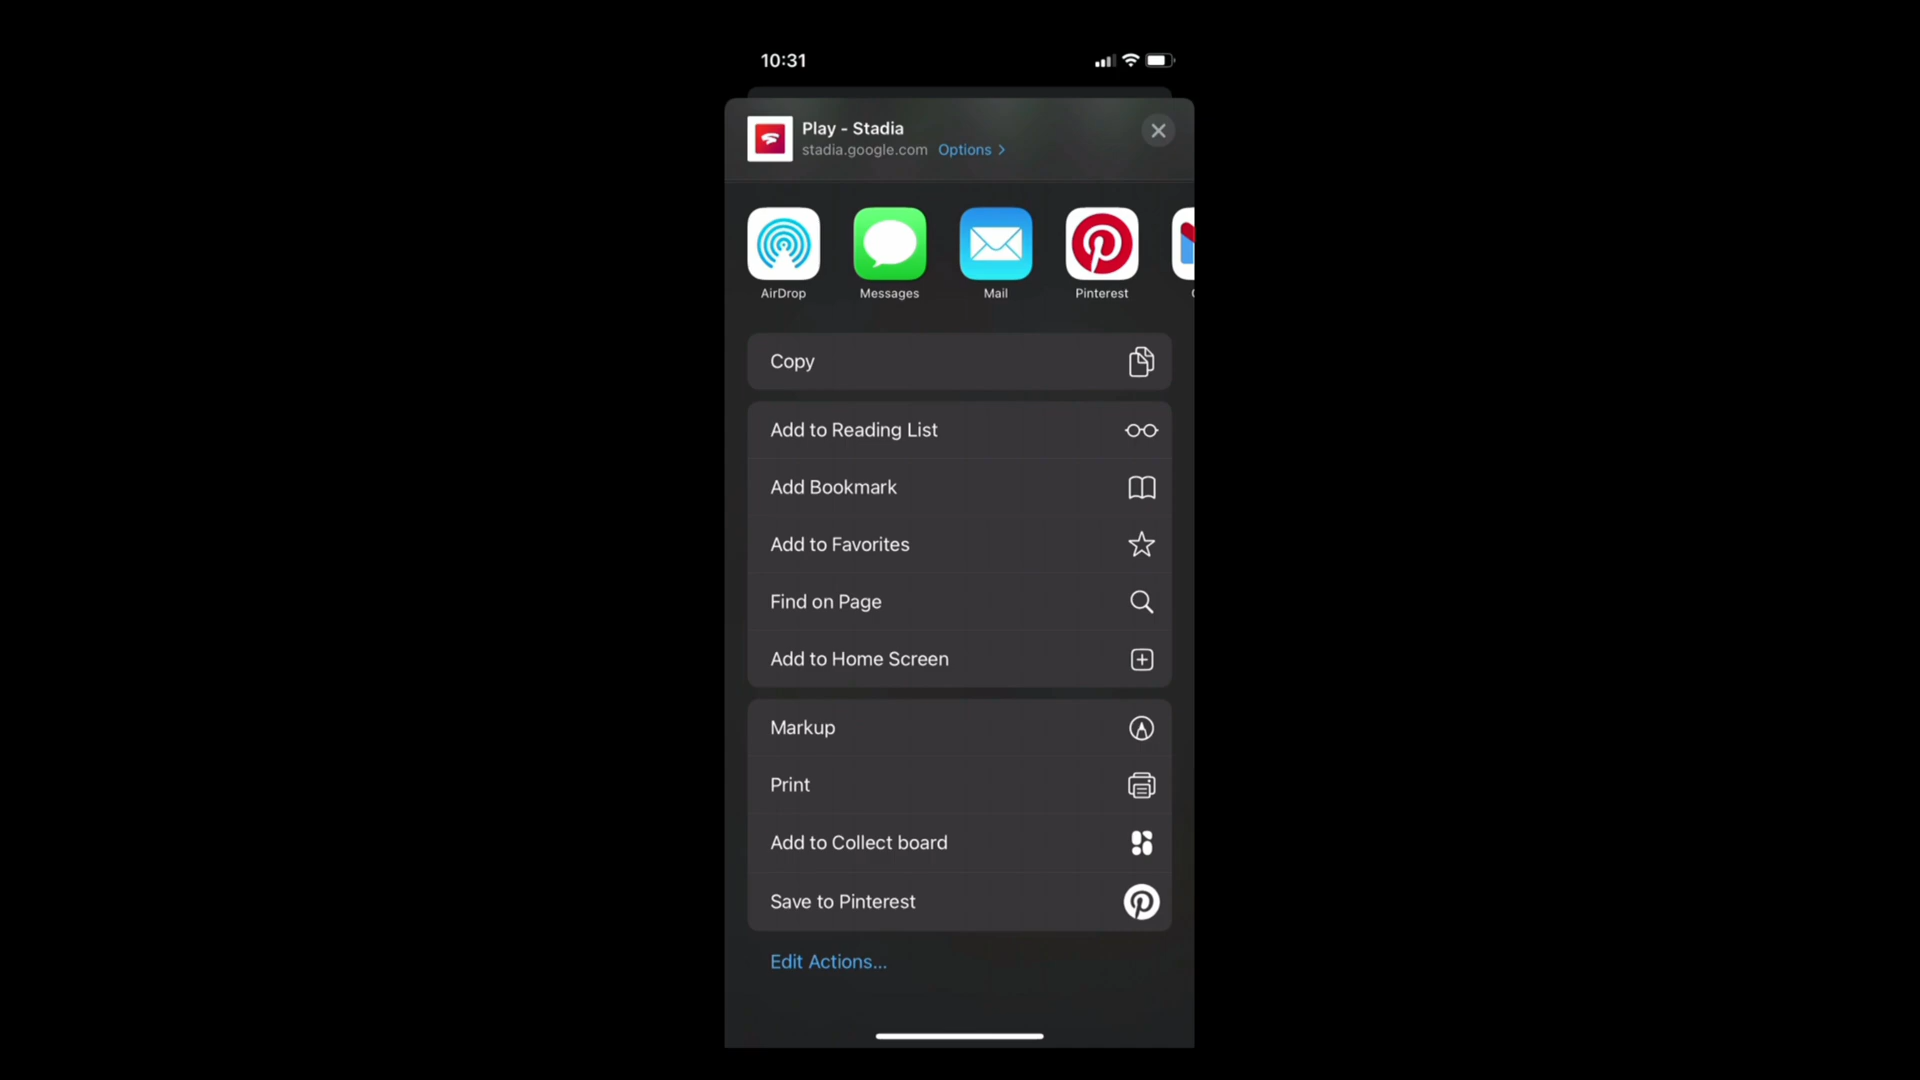 10:31
Play - Stadia
stadia.google.com Options
AirDrop Messages Mail Pinterest
Copy
Add to Reading List
Add Bookmark
Add to Favorites
Find on Page
Add to Home Screen
Markup
Print
Add to Collect board
Save to Pinterest
Edit Actions...